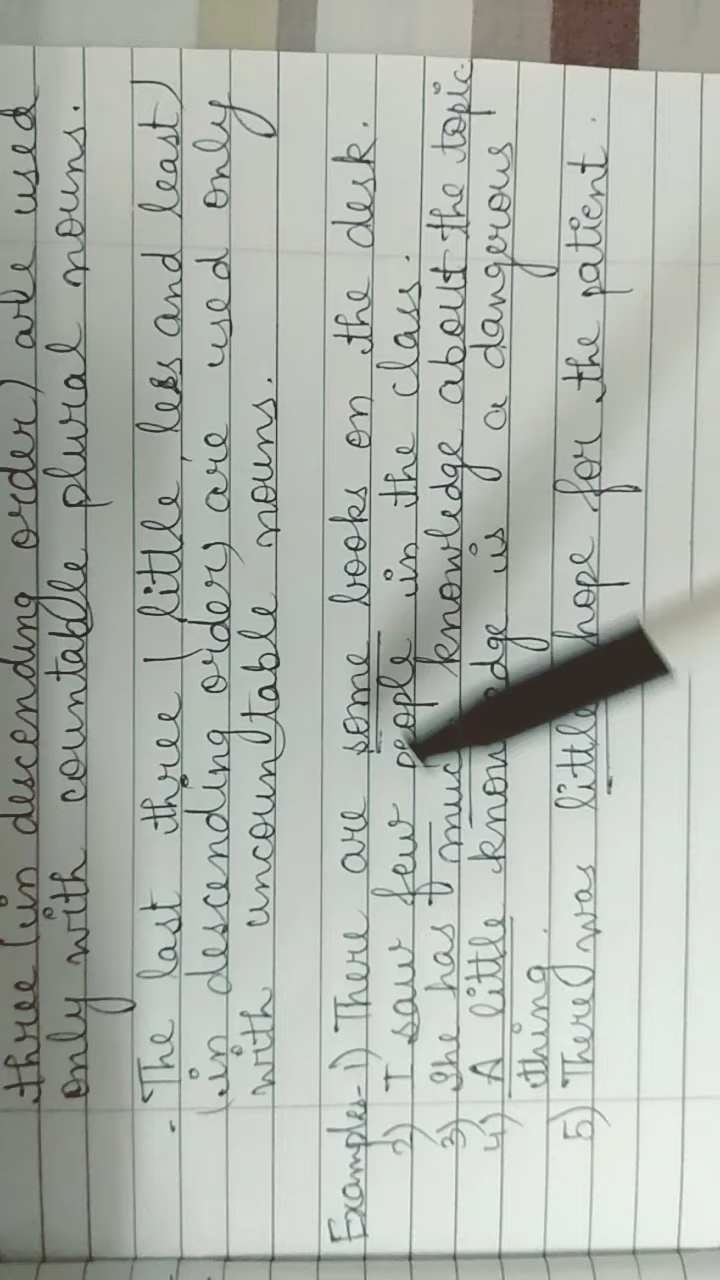 three (in descending order) are used
only with countable plural nouns.
. The last three (little, less and least)
(in descending order) are used only
with uncountable nouns.
Examples- 1) There are some books on the desk.
2) I saw few people in the class.
3) She has much knowledge about the topic
4) A little knowledge is a dangerous
thing.
5) There was little hope for the patient.